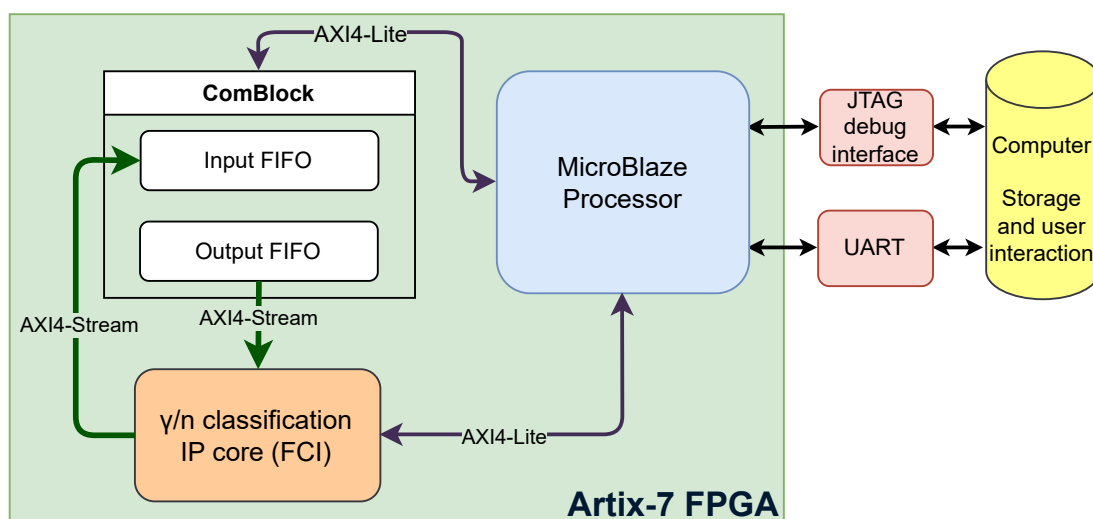 AXI4-Lite
ComBlock
Input FIFO
Output FIFO
AXI4-Stream
AXI4-Stream
γ/n classification
IP core (FCI)
AXI4-Lite
MicroBlaze
Processor
JTAG
debug
interface
UART
Computer
Storage
and user
interaction
Artix-7 FPGA